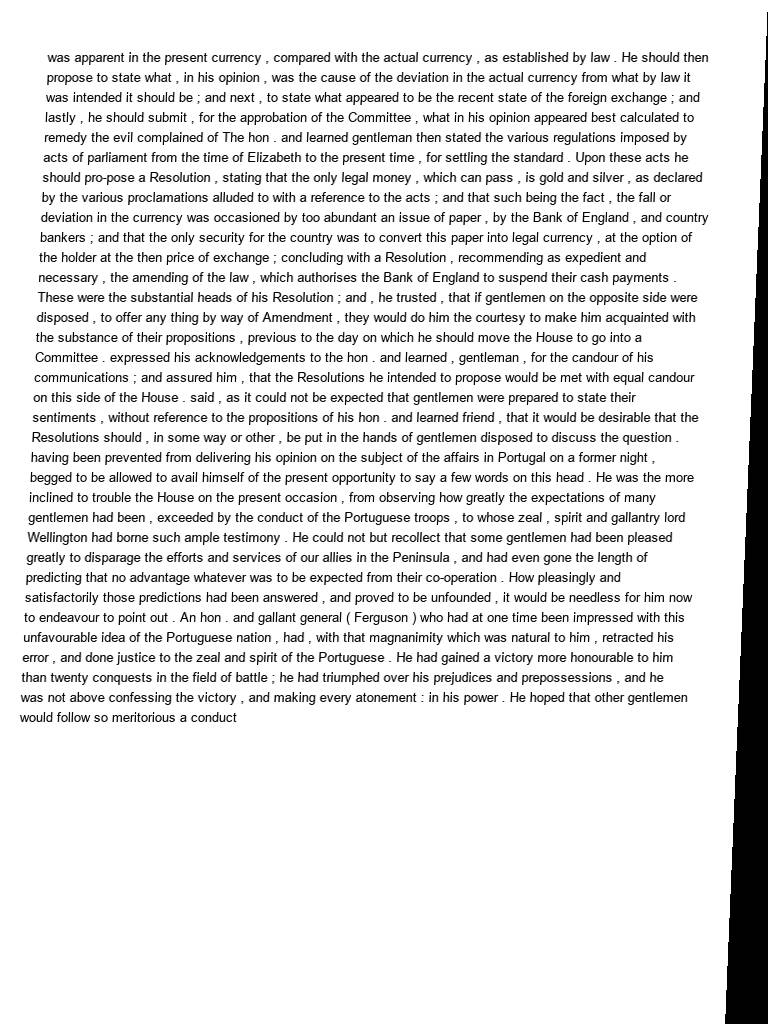 was apparent in the present currency , compared with the actual currency , as established by law . He should then
propose to state what , in his opinion , was the cause of the deviation in the actual currency from what by law it
was intended it should be ; and next , to state what appeared to be the recent state of the foreign exchange ; and
lastly , he should submit , for the approbation of the Committee , what in his opinion appeared best calculated to
remedy the evil complained of The hon . and learned gentleman then stated the various regulations imposed by
acts of parliament from the time of Elizabeth to the present time , for settling the standard . Upon these acts he
should pro-pose a Resolution , stating that the only legal money , which can pass , is gold and silver , as declared
by the various proclamations alluded to with a reference to the acts ; and that such being the fact , the fall or
deviation in the currency was occasioned by too abundant an issue of paper , by the Bank of England , and country
bankers ; and that the only security for the country was to convert this paper into legal currency , at the option of
the holder at the then price of exchange ; concluding with a Resolution , recommending as expedient and
necessary , the amending of the law , which authorises the Bank of England to suspend their cash payments .
These were the substantial heads of his Resolution ; and , he trusted , that if gentlemen on the opposite side were
disposed , to offer any thing by way of Amendment , they would do him the courtesy to make him acquainted with
the substance of their propositions , previous to the day on which he should move the House to go into a
Committee . expressed his acknowledgements to the hon . and learned , gentleman , for the candour of his
communications ; and assured him , that the Resolutions he intended to propose would be met with equal candour
on this side of the House . said , as it could not be expected that gentlemen were prepared to state their
sentiments , without reference to the propositions of his hon . and learned friend , that it would be desirable that the
Resolutions should , in some way or other , be put in the hands of gentlemen disposed to discuss the question .
having been prevented from delivering his opinion on the subject of the affairs in Portugal on a former night ,
begged to be allowed to avail himself of the present opportunity to say a few words on this head . He was the more
inclined to trouble the House on the present occasion , from observing how greatly the expectations of many
gentlemen had been , exceeded by the conduct of the Portuguese troops , to whose zeal , spirit and gallantry lord
Wellington had borne such ample testimony . He could not but recollect that some gentlemen had been pleased
greatly to disparage the efforts and services of our allies in the Peninsula , and had even gone the length of
predicting that no advantage whatever was to be expected from their co-operation . How pleasingly and
satisfactorily those predictions had been answered , and proved to be unfounded , it would be needless for him now
to endeavour to point out . An hon . and gallant general ( Ferguson ) who had at one time been impressed with this
unfavourable idea of the Portuguese nation , had , with that magnanimity which was natural to him , retracted his
error , and done justice to the zeal and spirit of the Portuguese . He had gained a victory more honourable to him
than twenty conquests in the field of battle ; he had triumphed over his prejudices and prepossessions , and he
was not above confessing the victory , and making every atonement : in his power . He hoped that other gentlemen
would follow so meritorious a conduct